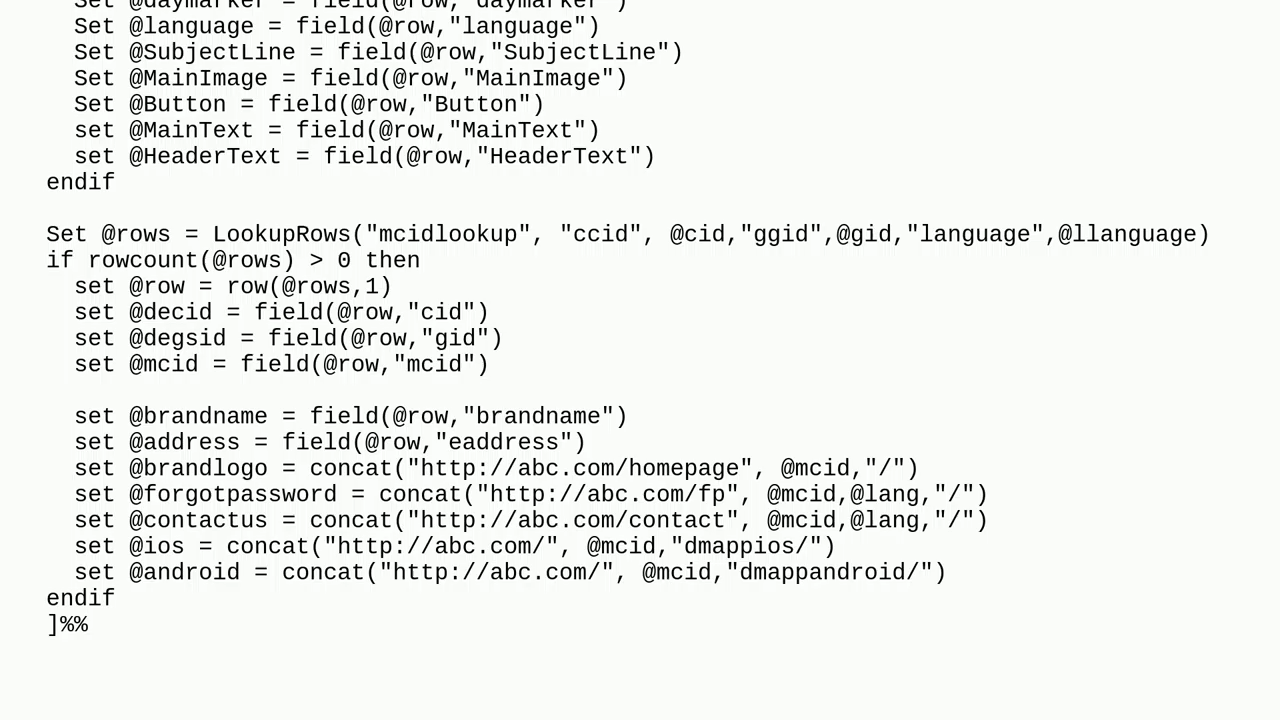 Set @daymarker = field(@row,"daymarker")
Set @language = field(@row,"language")
Set @SubjectLine = field(@row,"SubjectLine")
Set @MainImage = field(@row,"MainImage")
Set @Button = field(@row,"Button")
set @MainText = field(@row,"MainText")
set @HeaderText = field(@row,"HeaderText")
endif
Set @rows = LookupRows("mcidlookup", "ccid", @cid,"ggid",@gid,"language",@llanguage)
if rowcount(@rows) > 0 then
set @row = row(@rows,1)
set @decid = field(@row,"cid")
set @degsid = field(@row,"gid")
set @mcid = field(@row,"mcid")
set @brandname = field(@row,"brandname")
set @address = field(@row,"eaddress")
set @brandlogo = concat("http://abc.com/homepage", @mcid,"/")
set @forgotpassword = concat("http://abc.com/fp", @mcid,@lang,"/")
set @contactus = concat("http://abc.com/contact", @mcid,@lang,"/")
set @ios = concat("http://abc.com/", @mcid,"dmappios/")
set @android = concat("http://abc.com/", @mcid,"dmappandroid/")
endif
]%%